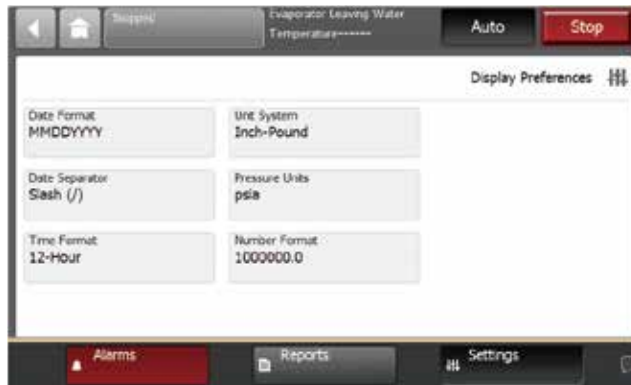 Stopped
Evaporator Leaving Water
Temperature------
Auto
Stop
Display Preferences
Date Format
MMDDYYYY
Unit System
Inch-Pound
Date Separator
Slash (/)
Pressure Units
psia
Time Format
12-Hour
Number Format
1000000.0
Alarms
Reports
Settings